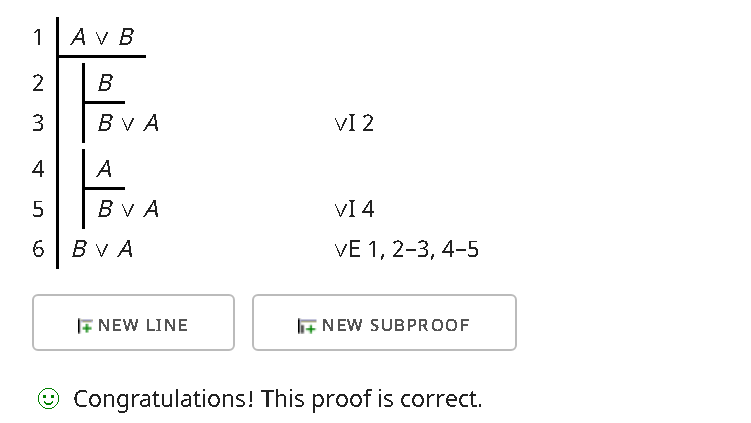 1 A ∨ B
2 B
3 B ∨ A ∨I 2
4 A
5 B ∨ A ∨I 4
6 B ∨ A ∨E 1, 2–3, 4–5
NEW LINE NEW SUBPROOF
Congratulations! This proof is correct.